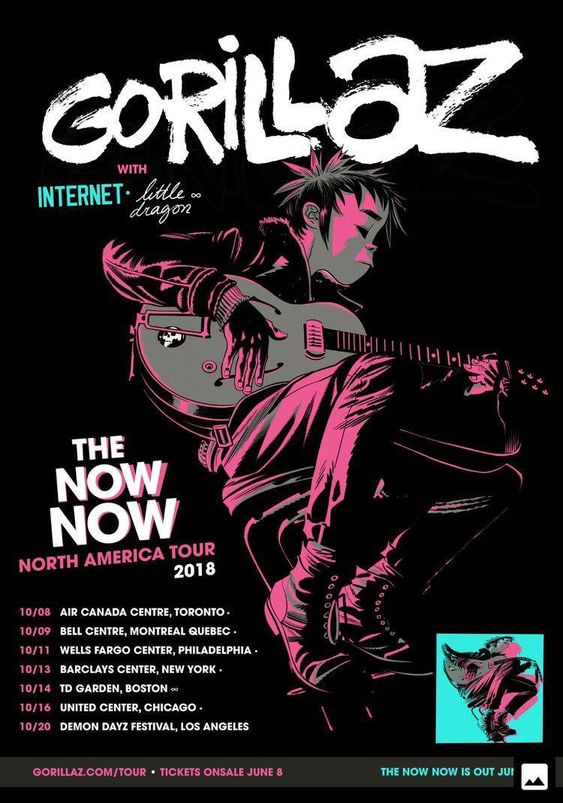 GORILLAZ
WITH
INTERNET• little dragon ∞
THE
NOW
NOW
NORTH AMERICA TOUR
2018
10/08 AIR CANADA CENTRE, TORONTO •
10/09 BELL CENTRE, MONTREAL QUEBEC •
10/11 WELLS FARGO CENTER, PHILADELPHIA •
10/13 BARCLAYS CENTER, NEW YORK •
10/14 TD GARDEN, BOSTON ∞
10/16 UNITED CENTER, CHICAGO •
10/20 DEMON DAYZ FESTIVAL, LOS ANGELES
GORILLAZ.COM/TOUR • TICKETS ONSALE JUNE 8
THE NOW NOW IS OUT